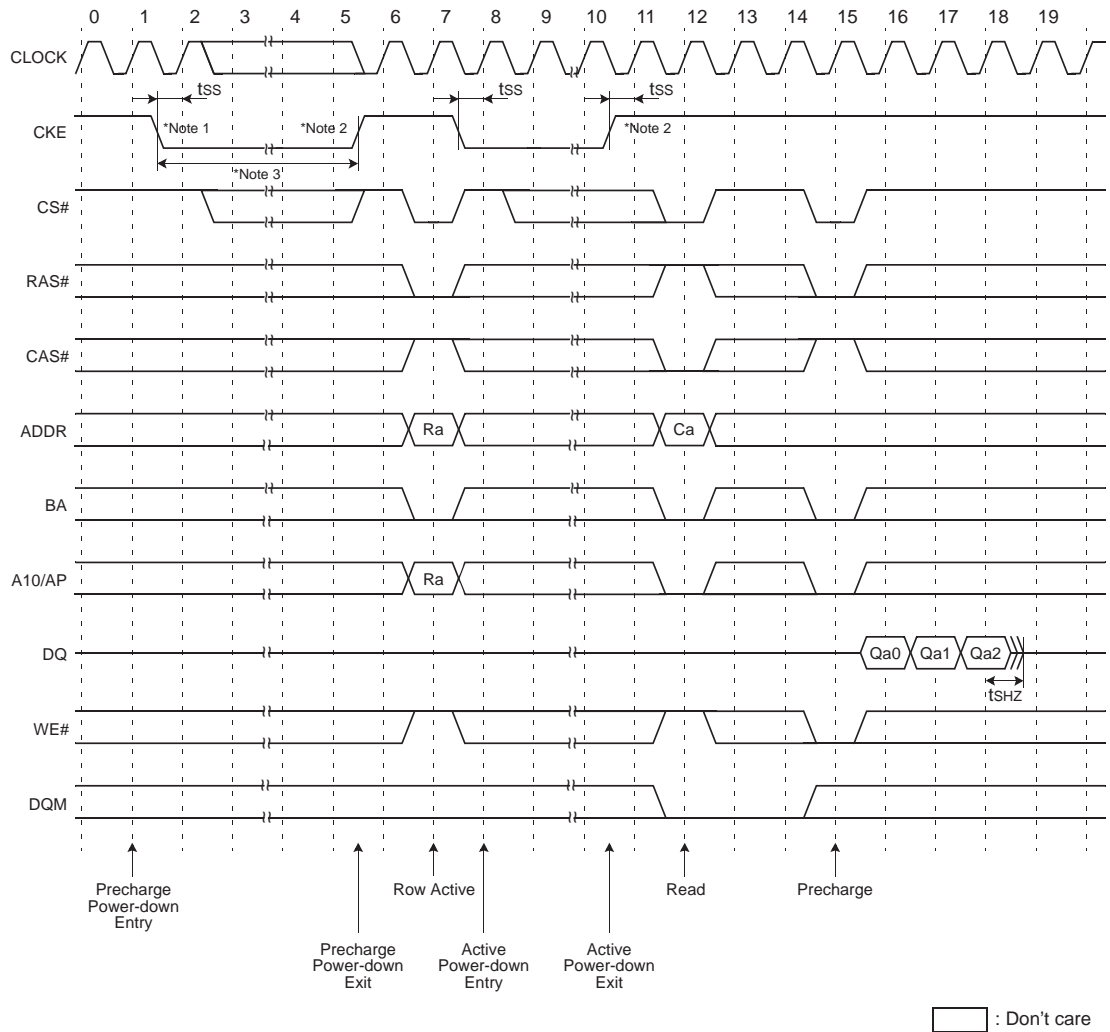 0 1 2 3 4 5 6 7 8 9 10 11 12 13 14 15 16 17 18 19
CLOCK
tSS tSS tSS
CKE *Note 1 *Note 2 *Note 2
*Note 3
CS#
RAS#
CAS#
ADDR Ra Ca
BA
A10/AP Ra
DQ Qa0 Qa1 Qa2
tSHZ
WE#
DQM
Precharge
Power-down
Entry
Row Active
Read
Precharge
Precharge
Power-down
Exit
Active
Power-down
Entry
Active
Power-down
Exit
: Don't care